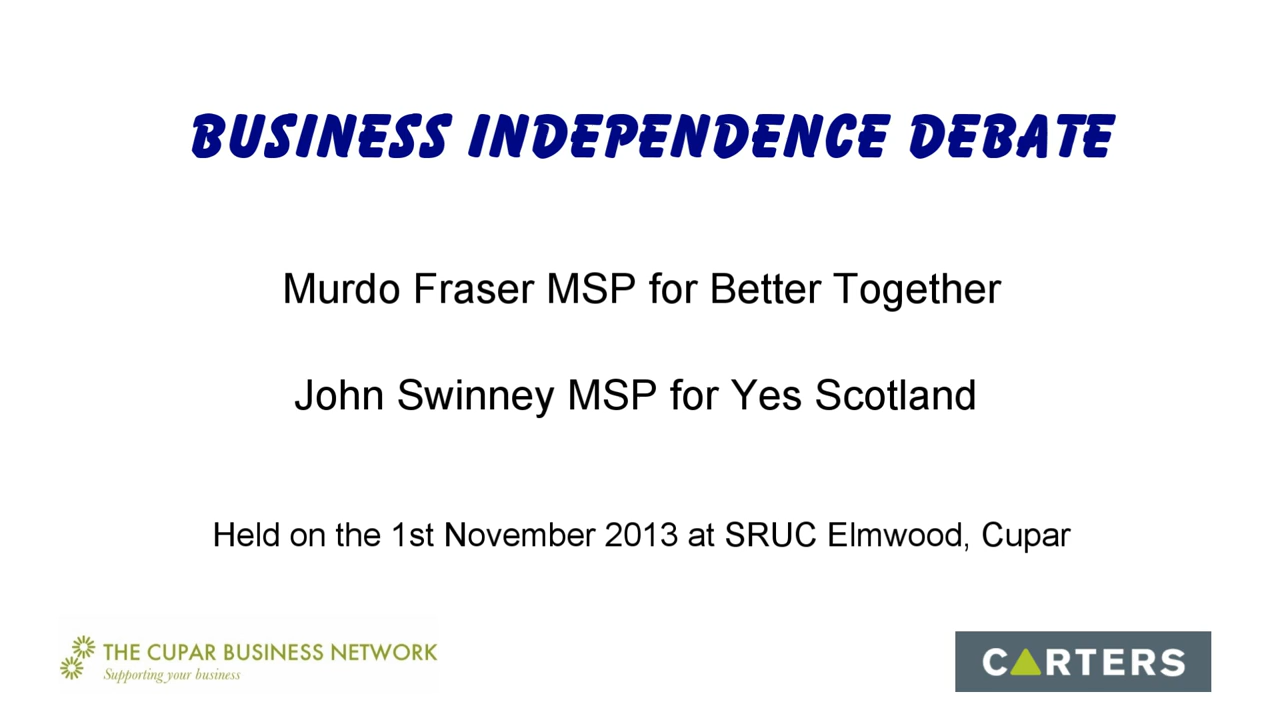 BUSINESS INDEPENDENCE DEBATE
Murdo Fraser MSP for Better Together
John Swinney MSP for Yes Scotland
Held on the 1st November 2013 at SRUC Elmwood, Cupar
THE CUPAR BUSINESS NETWORK
Supporting your business
CARTERS